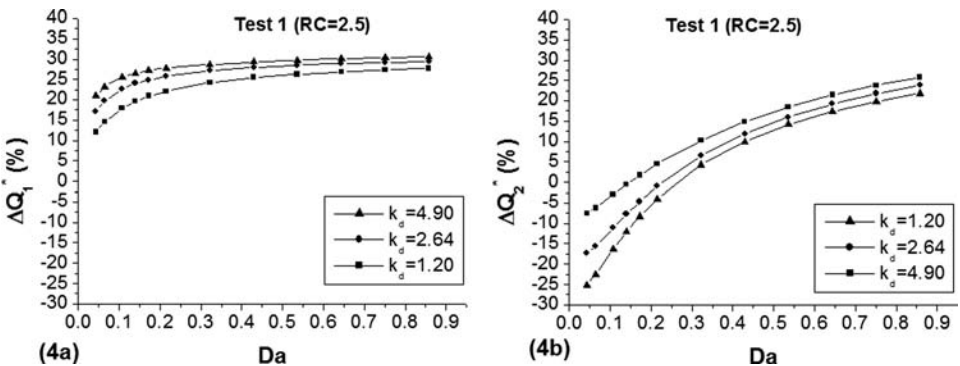 Test 1 (RC=2.5)
ΔQ₁* (%)
40
35
30
25
20
15
10
5
0
-5
-10
-15
-20
-25
-30
k_d=4.90
k_d=2.64
k_d=1.20
0.0 0.1 0.2 0.3 0.4 0.5 0.6 0.7 0.8 0.9
(4a)
Da
Test 1 (RC=2.5)
ΔQ₂* (%)
40
35
30
25
20
15
10
5
0
-5
-10
-15
-20
-25
-30
k_d=1.20
k_d=2.64
k_d=4.90
0.0 0.1 0.2 0.3 0.4 0.5 0.6 0.7 0.8 0.9
(4b)
Da